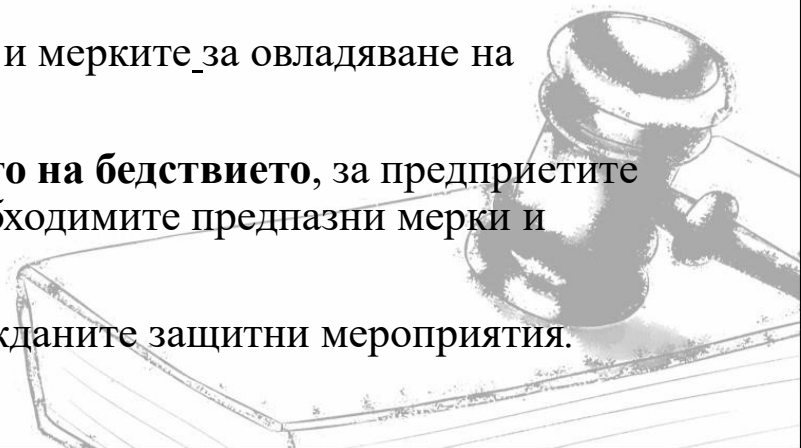 и мерките за овладяване на
то на бедствието, за предприетите
бходимите предпазни мерки и
жданите защитни мероприятия.